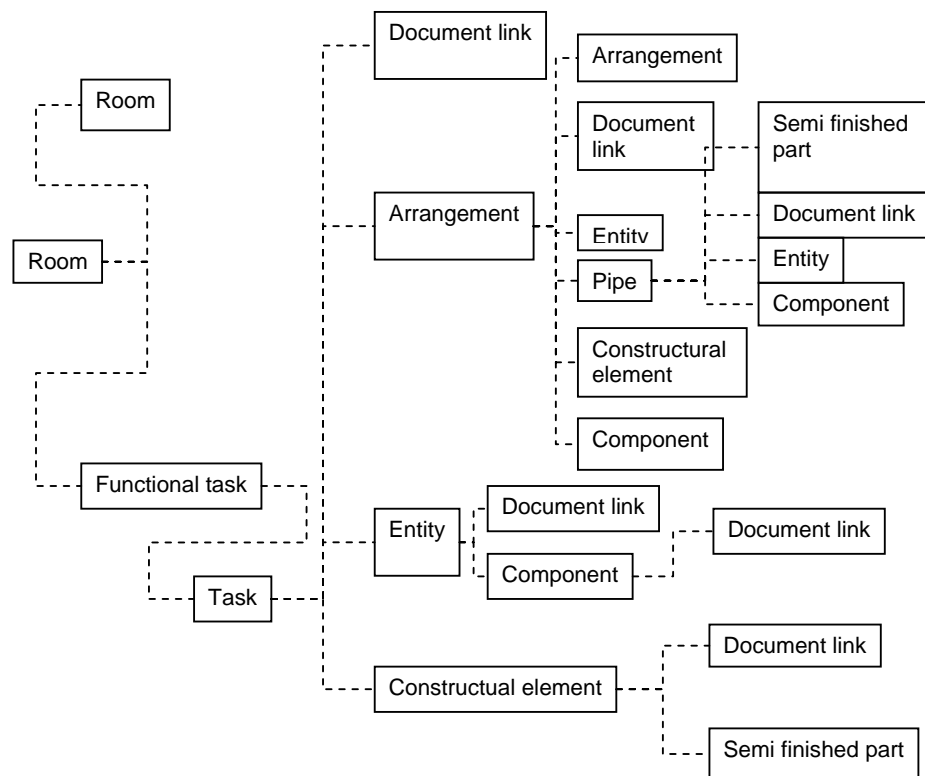 Document link
Arrangement
Room
Document
link
Semi finished
part
Arrangement
Document link
Entity
Room
Entity
Pipe
Component
Constructural
element
Component
Functional task
Document link
Entity
Document link
Component
Task
Document link
Constructual element
Semi finished part